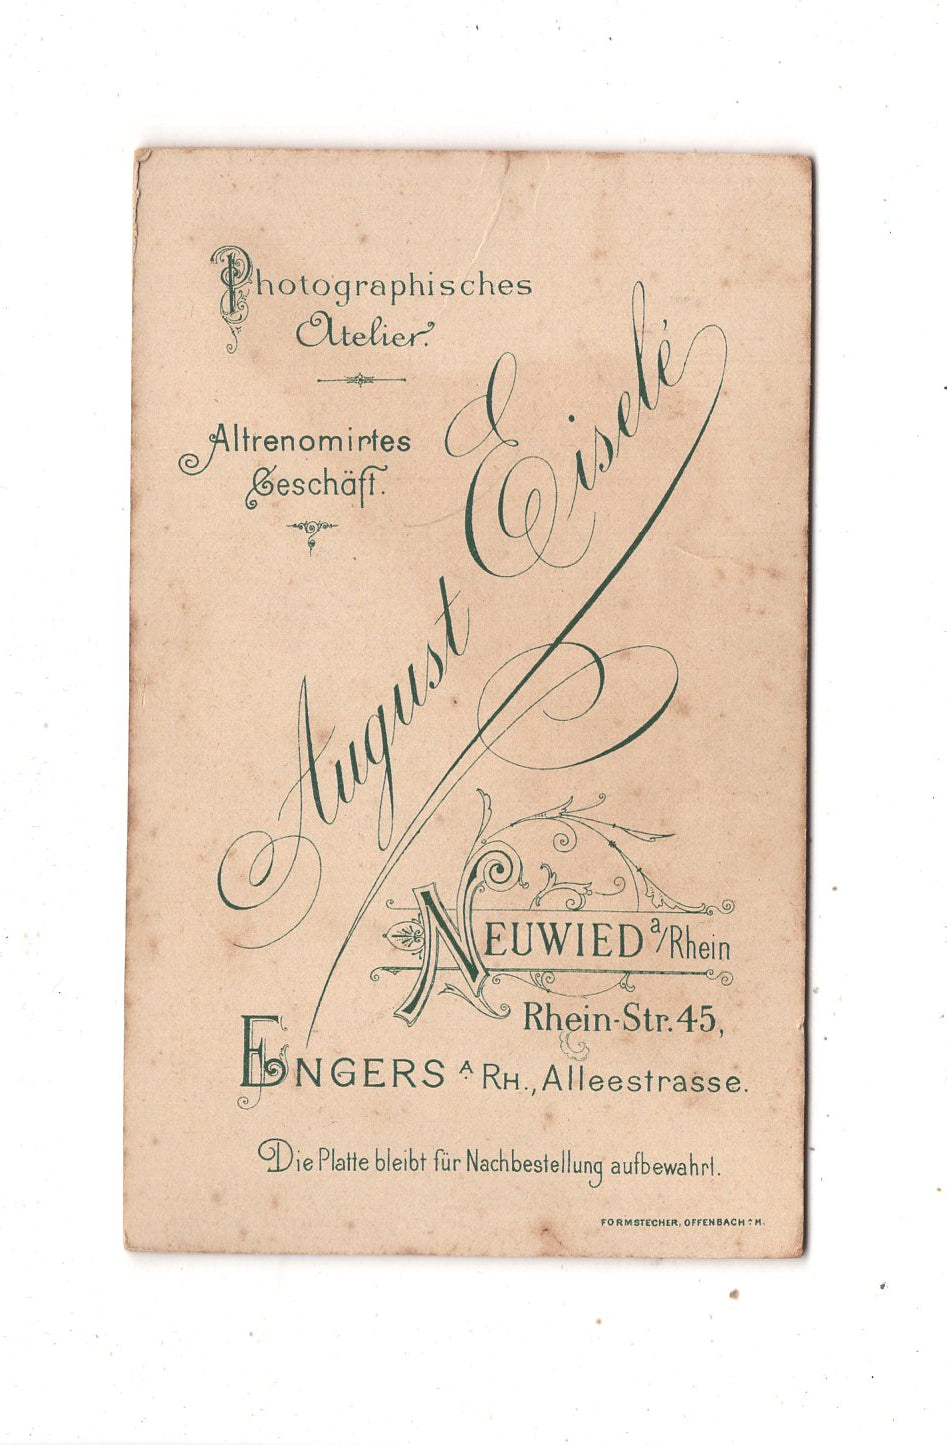 Photographisches
Atelier.
Altrenomirtes
Geschäft.
August Eiselé
NEUWIED a/Rhein
Rhein-Str. 45,
ENGERS A. RH., Alleestrasse.
Die Platte bleibt für Nachbestellung aufbewahrt.
FORMSTECHER, OFFENBACH a. M.